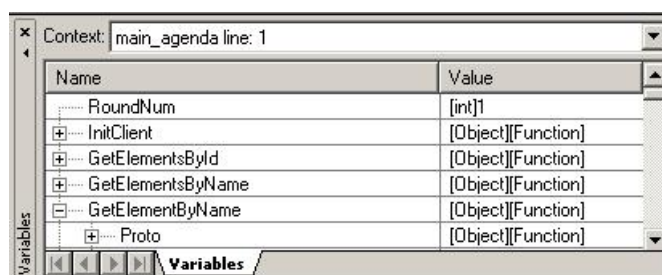 Context: main_agenda line: 1
Name Value
RoundNum [int]1
InitClient [Object][Function]
GetElementsById [Object][Function]
GetElementsByName [Object][Function]
GetElementByName [Object][Function]
Proto [Object][Function]
Variables
Variables